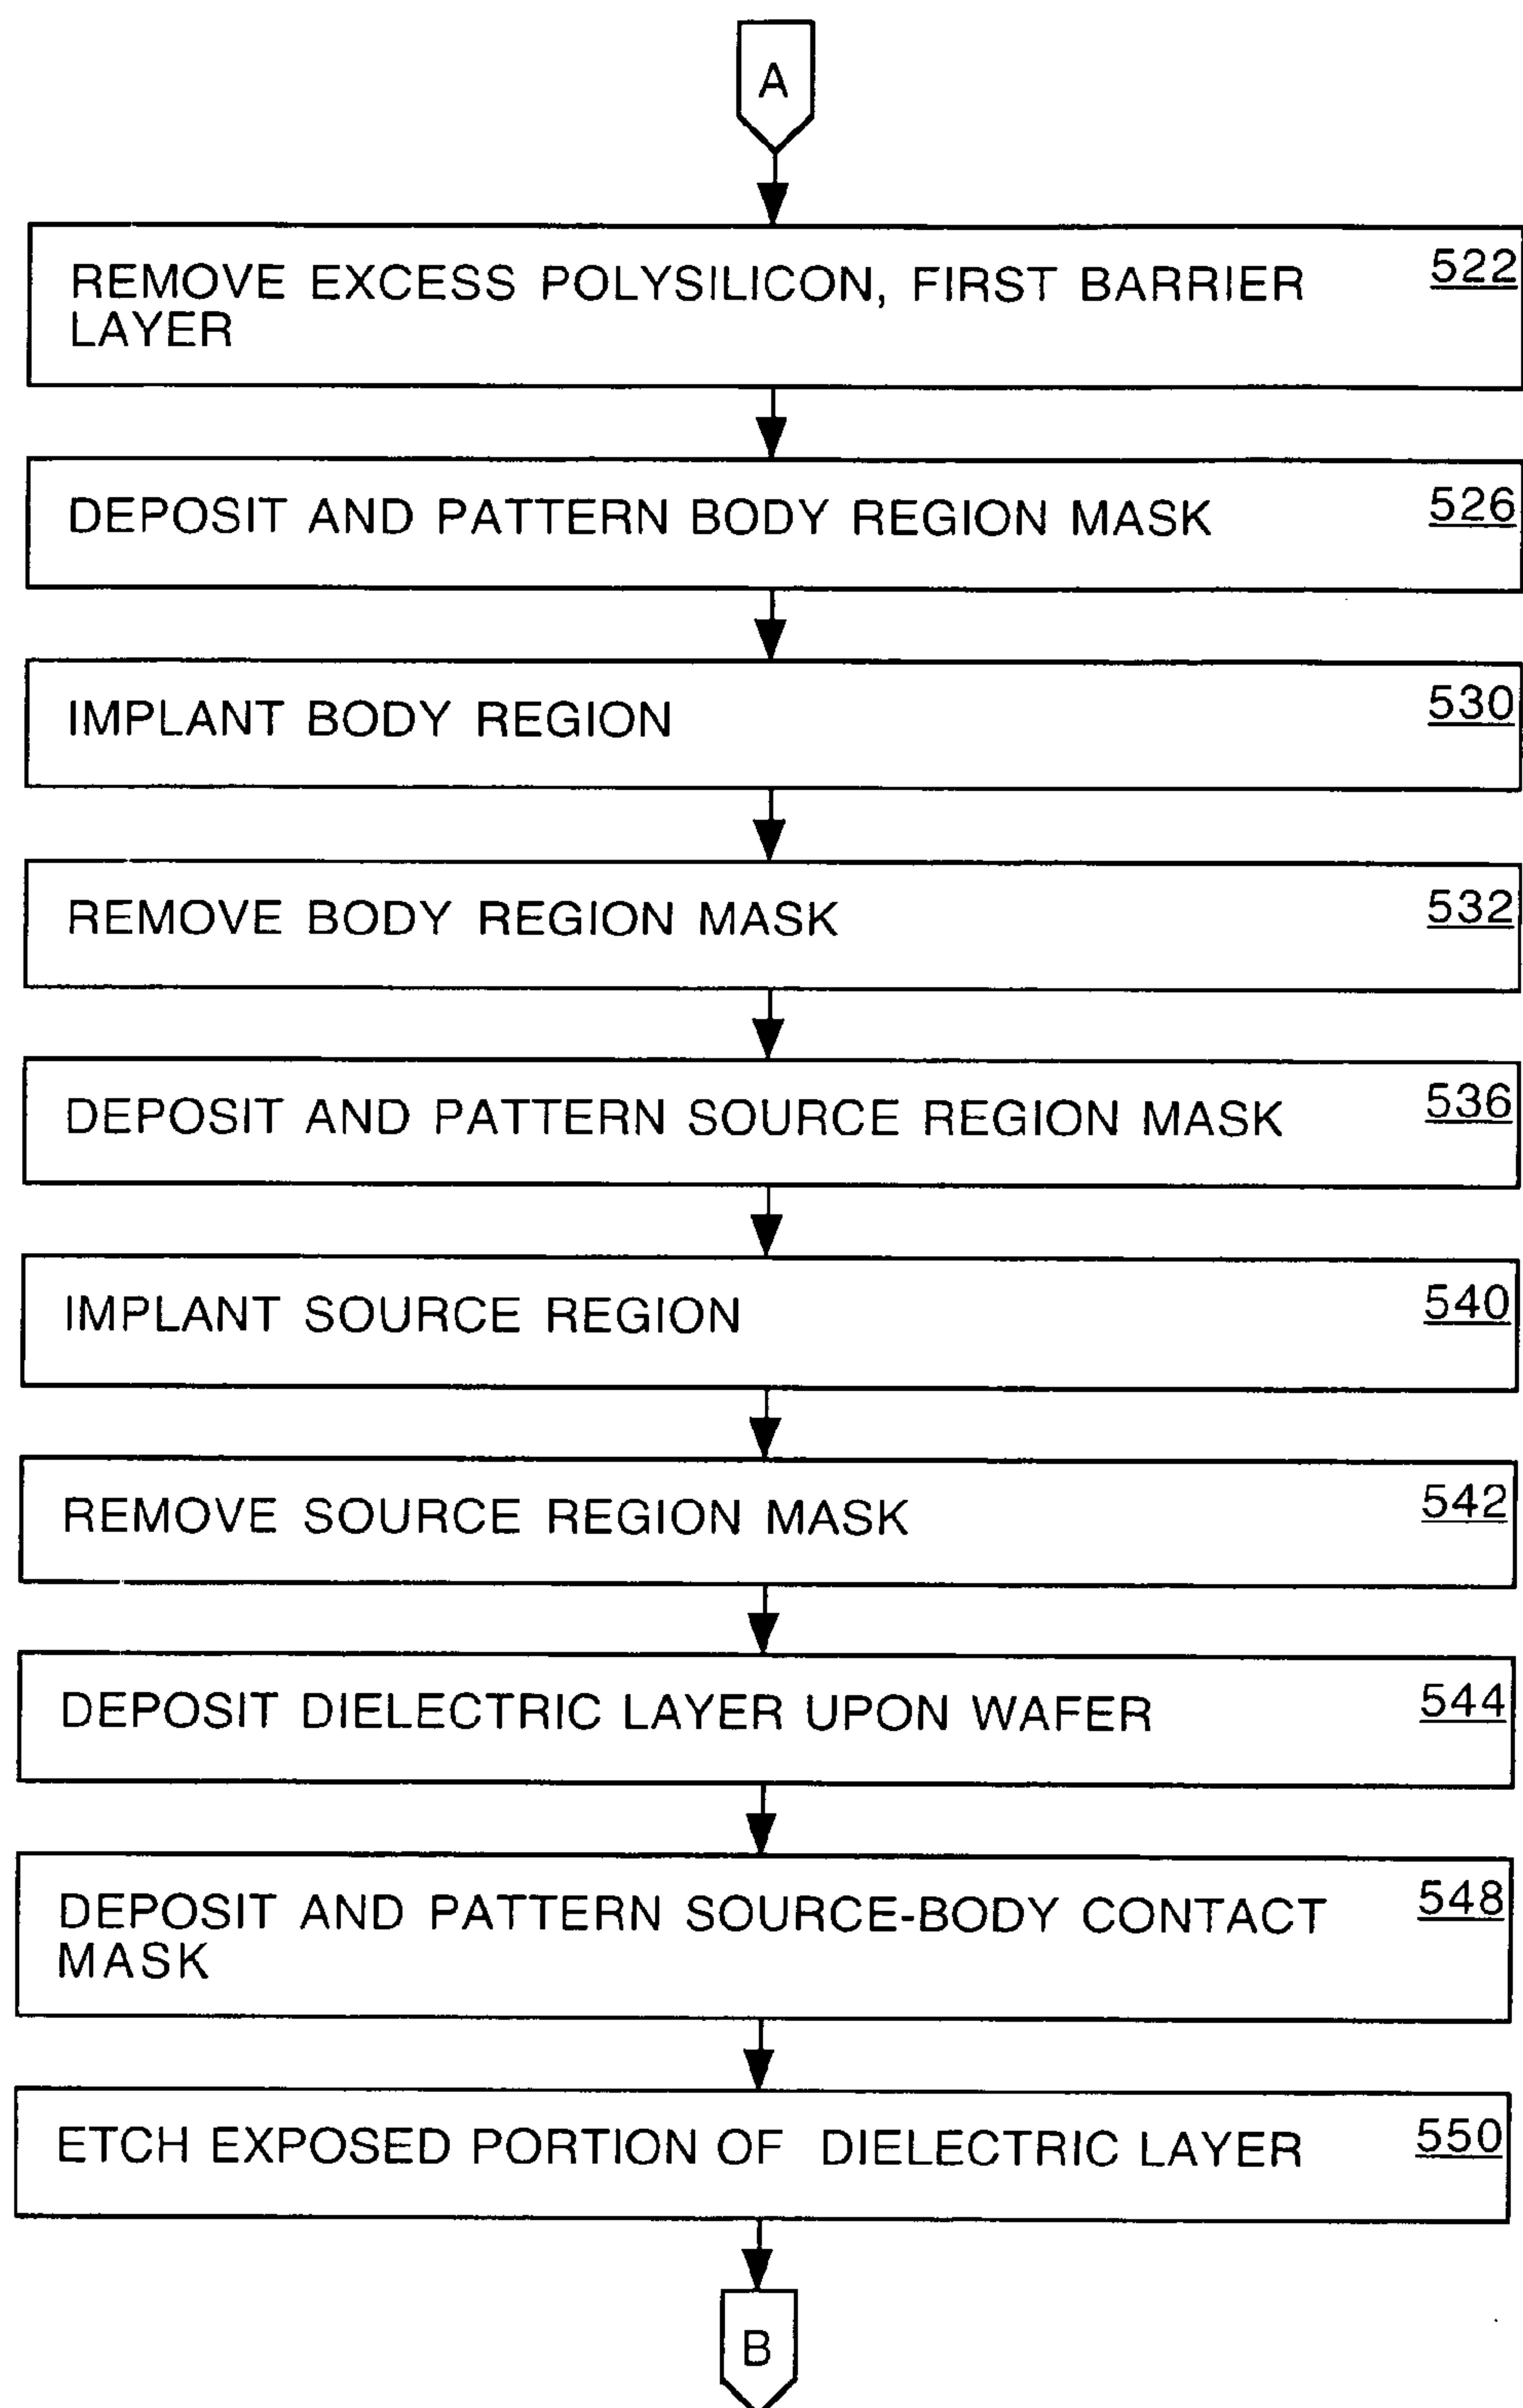 A
REMOVE EXCESS POLYSILICON, FIRST BARRIER 522
LAYER
DEPOSIT AND PATTERN BODY REGION MASK 526
IMPLANT BODY REGION 530
REMOVE BODY REGION MASK 532
DEPOSIT AND PATTERN SOURCE REGION MASK 536
IMPLANT SOURCE REGION 540
REMOVE SOURCE REGION MASK 542
DEPOSIT DIELECTRIC LAYER UPON WAFER 544
DEPOSIT AND PATTERN SOURCE-BODY CONTACT 548
MASK
ETCH EXPOSED PORTION OF DIELECTRIC LAYER 550
B